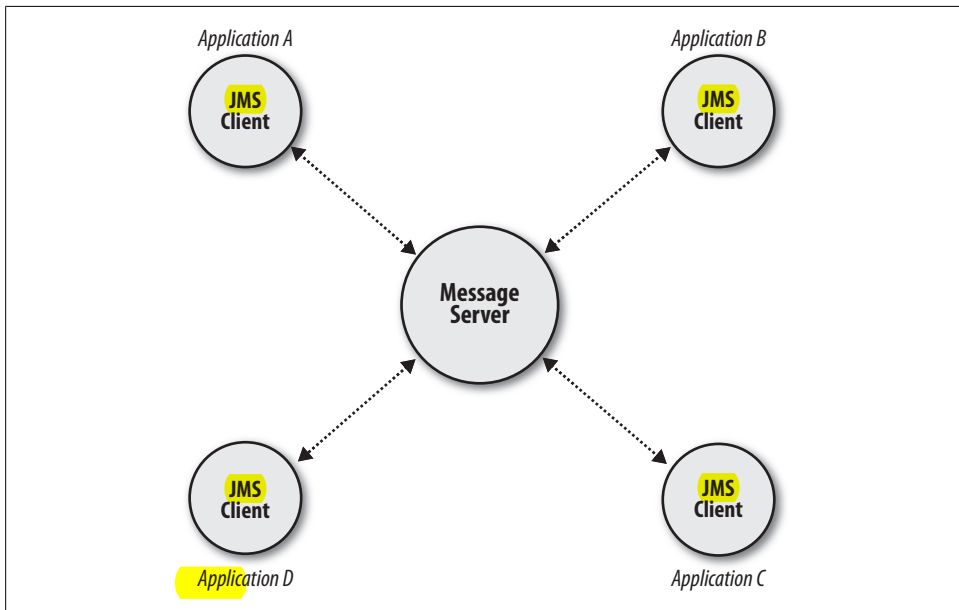 Application A
Application B
JMS
Client
JMS
Client
Message
Server
JMS
Client
JMS
Client
Application D
Application C